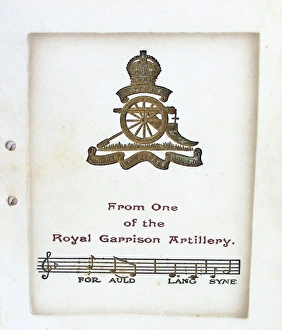 From One
of the
Royal Garrison Artillery.
FOR AULD LANG SYNE